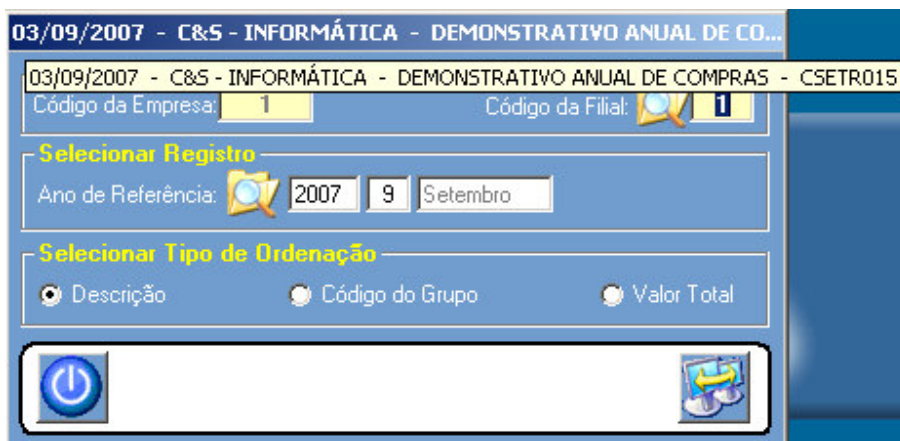 03/09/2007 - C&S - INFORMÁTICA - DEMONSTRATIVO ANUAL DE CO...
03/09/2007 - C&S - INFORMÁTICA - DEMONSTRATIVO ANUAL DE COMPRAS - CSETR015
Código da Empresa: 1 Código da Filial: 1
Selecionar Registro
Ano de Referência: 2007 9 Setembro
Selecionar Tipo de Ordenação
Descrição Código do Grupo Valor Total